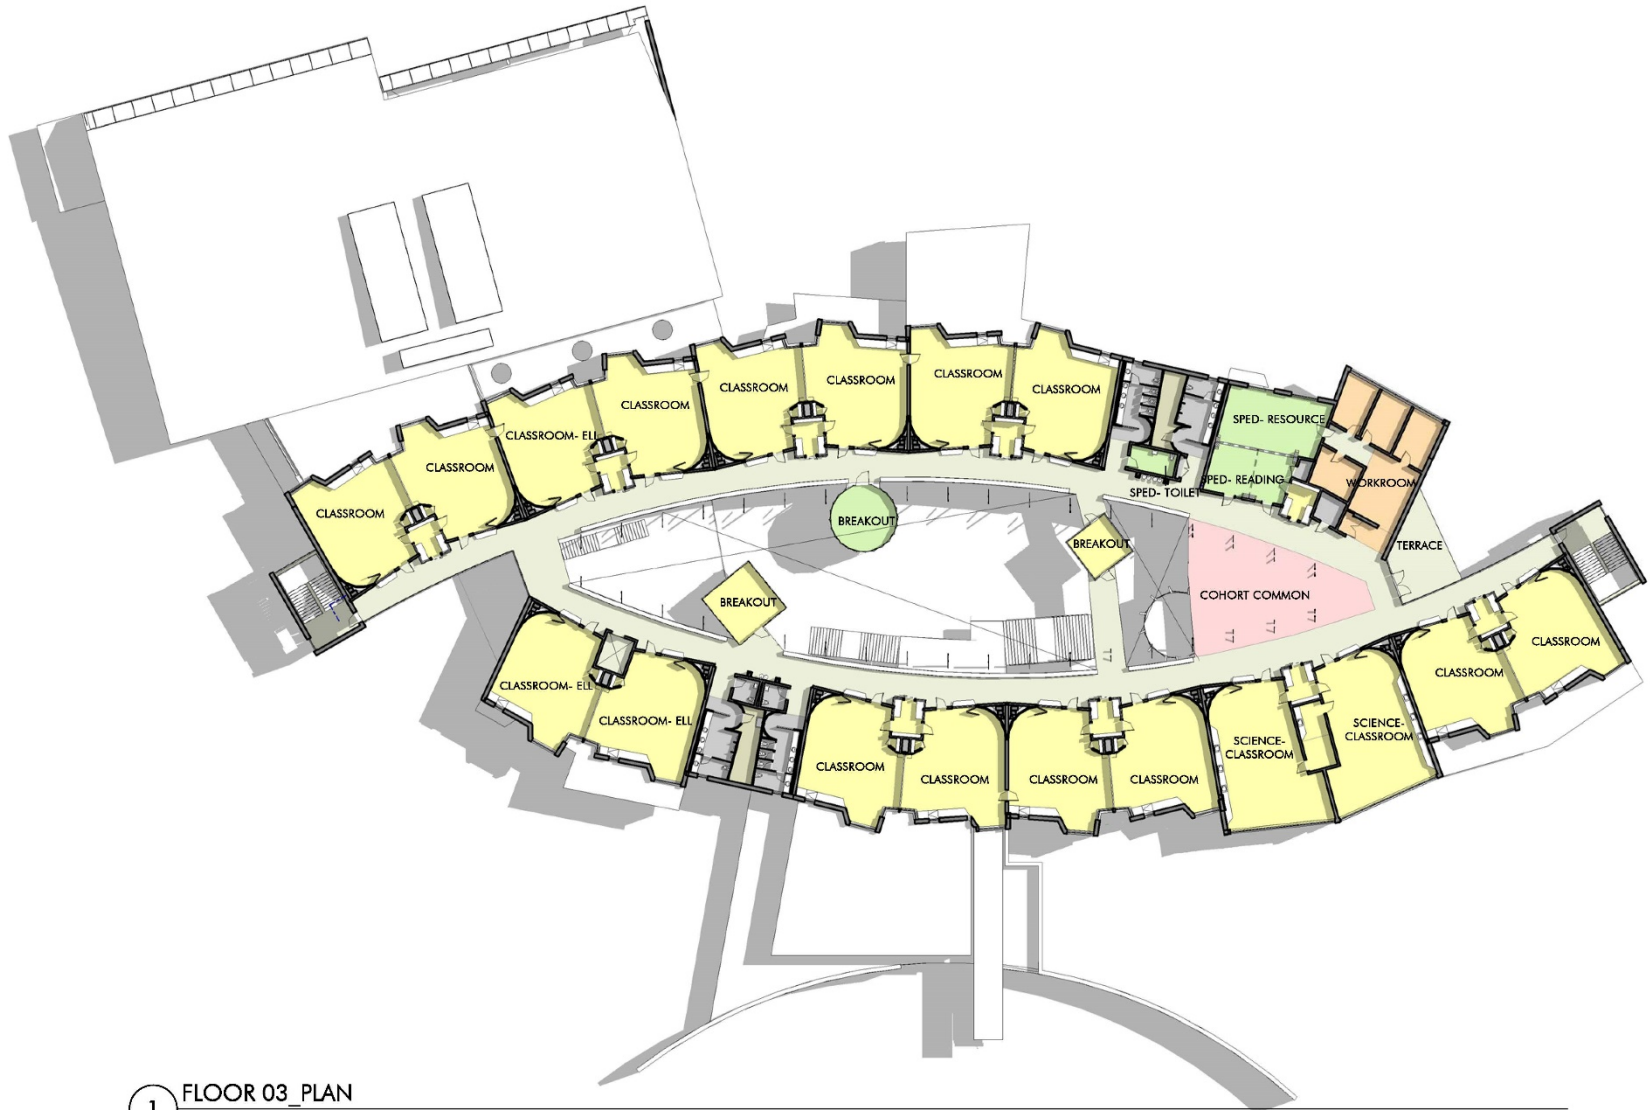 CLASSROOM
CLASSROOM
CLASSROOM
CLASSROOM
CLASSROOM
CLASSROOM
SPED- RESOURCE
CLASSROOM- ELL
CLASSROOM
CLASSROOM
SPED- READING
WORKROOM
SPED- TOILET
BREAKOUT
BREAKOUT
TERRACE
BREAKOUT
COHORT COMMON
CLASSROOM
CLASSROOM
CLASSROOM- ELL
CLASSROOM- ELL
SCIENCE-
CLASSROOM
SCIENCE-
CLASSROOM
CLASSROOM
CLASSROOM
CLASSROOM
CLASSROOM
1
FLOOR 03_PLAN